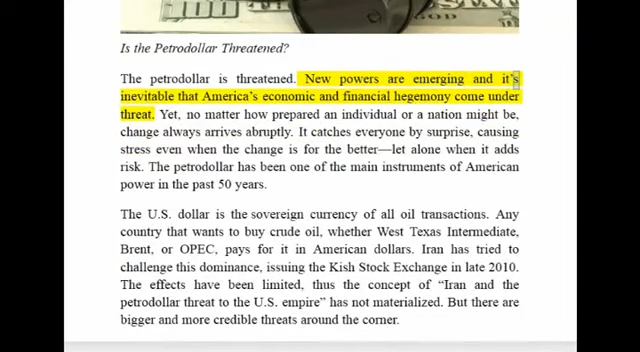 100
GOD
STATE
Is the Petrodollar Threatened?
The petrodollar is threatened. New powers are emerging and it's
inevitable that America's economic and financial hegemony come under
threat. Yet, no matter how prepared an individual or a nation might be,
change always arrives abruptly. It catches everyone by surprise, causing
stress even when the change is for the better—let alone when it adds
risk. The petrodollar has been one of the main instruments of American
power in the past 50 years.
The U.S. dollar is the sovereign currency of all oil transactions. Any
country that wants to buy crude oil, whether West Texas Intermediate,
Brent, or OPEC, pays for it in American dollars. Iran has tried to
challenge this dominance, issuing the Kish Stock Exchange in late 2010.
The effects have been limited, thus the concept of “Iran and the
petrodollar threat to the U.S. empire” has not materialized. But there are
bigger and more credible threats around the corner.